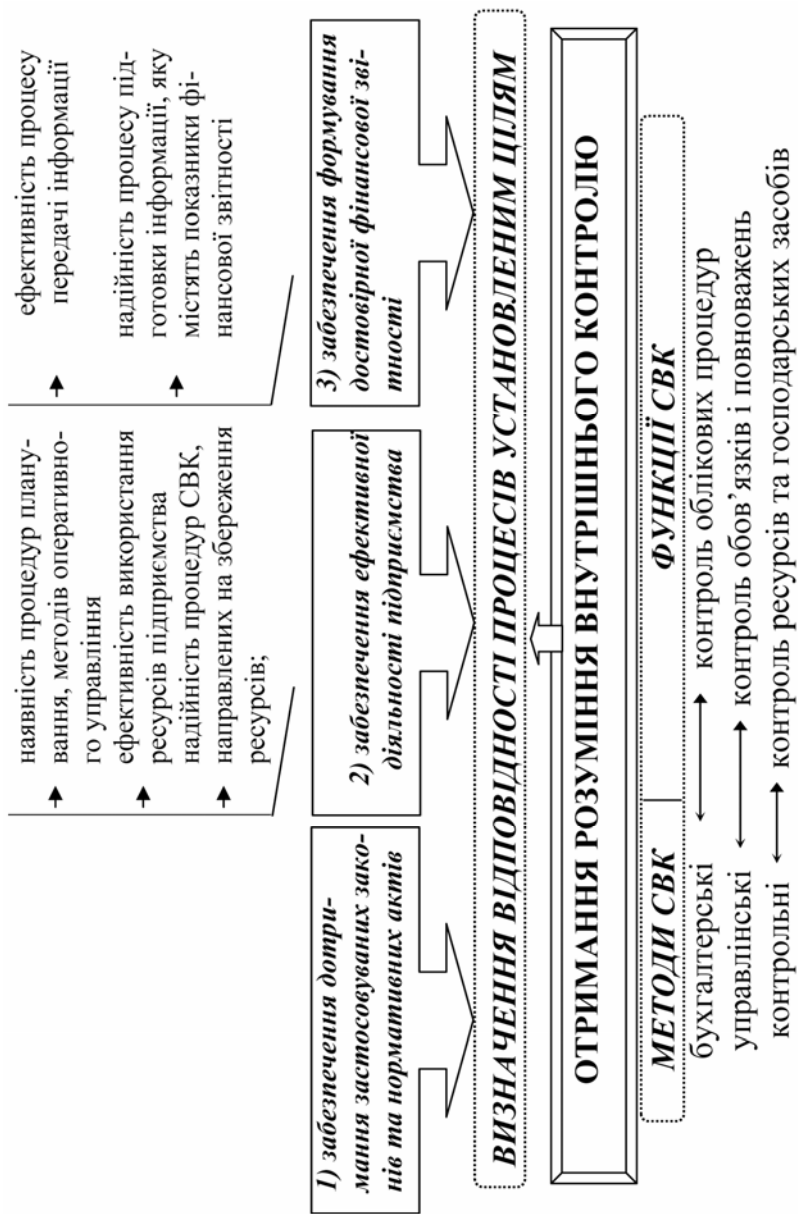 наявність процедур плану-
вання, методів оперативно-
го управління
ефективність використання
ресурсів підприємства
надійність процедур СВК,
направлених на збереження
ресурсів;
ефективність процесу
передачі інформації
надійність процесу під-
готовки інформації, яку
містять показники фі-
нансової звітності
1) забезпечення дотри-
мання застосовуваних зако-
нів та нормативних актів
2) забезпечення ефективної
діяльності підприємства
3) забезпечення формування
достовірної фінансової зві-
тності
ВИЗНАЧЕННЯ ВІДПОВІДНОСТІ ПРОЦЕСІВ УСТАНОВЛЕНИМ ЦІЛЯМ
ОТРИМАННЯ РОЗУМІННЯ ВНУТРІШНЬОГО КОНТРОЛЮ
МЕТОДИ СВК
ФУНКЦІЇ СВК
бухгалтерські
контроль облікових процедур
управлінські
контроль обов’язків і повноважень
контрольні
контроль ресурсів та господарських засобів